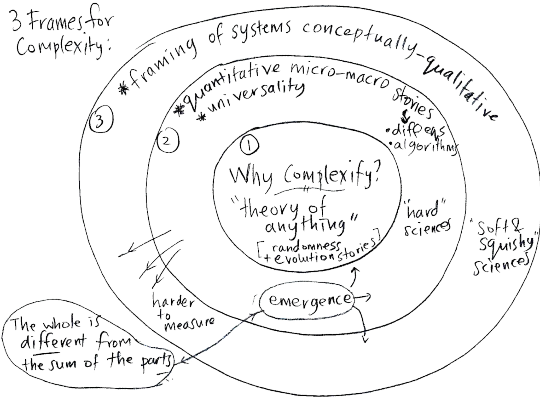 3 Frames for
Complexity:
*framing of systems conceptually-qualitative
*quantitative micro-macro stories
*universality
• diffeqns
• algorithms
3
2
1
Why Complexify?
"theory of
anything"
[randomness
+ evolution stories]
"hard"
sciences
"soft &
squishy"
sciences
harder
to
measure
emergence
The whole is
different from
the sum of the parts